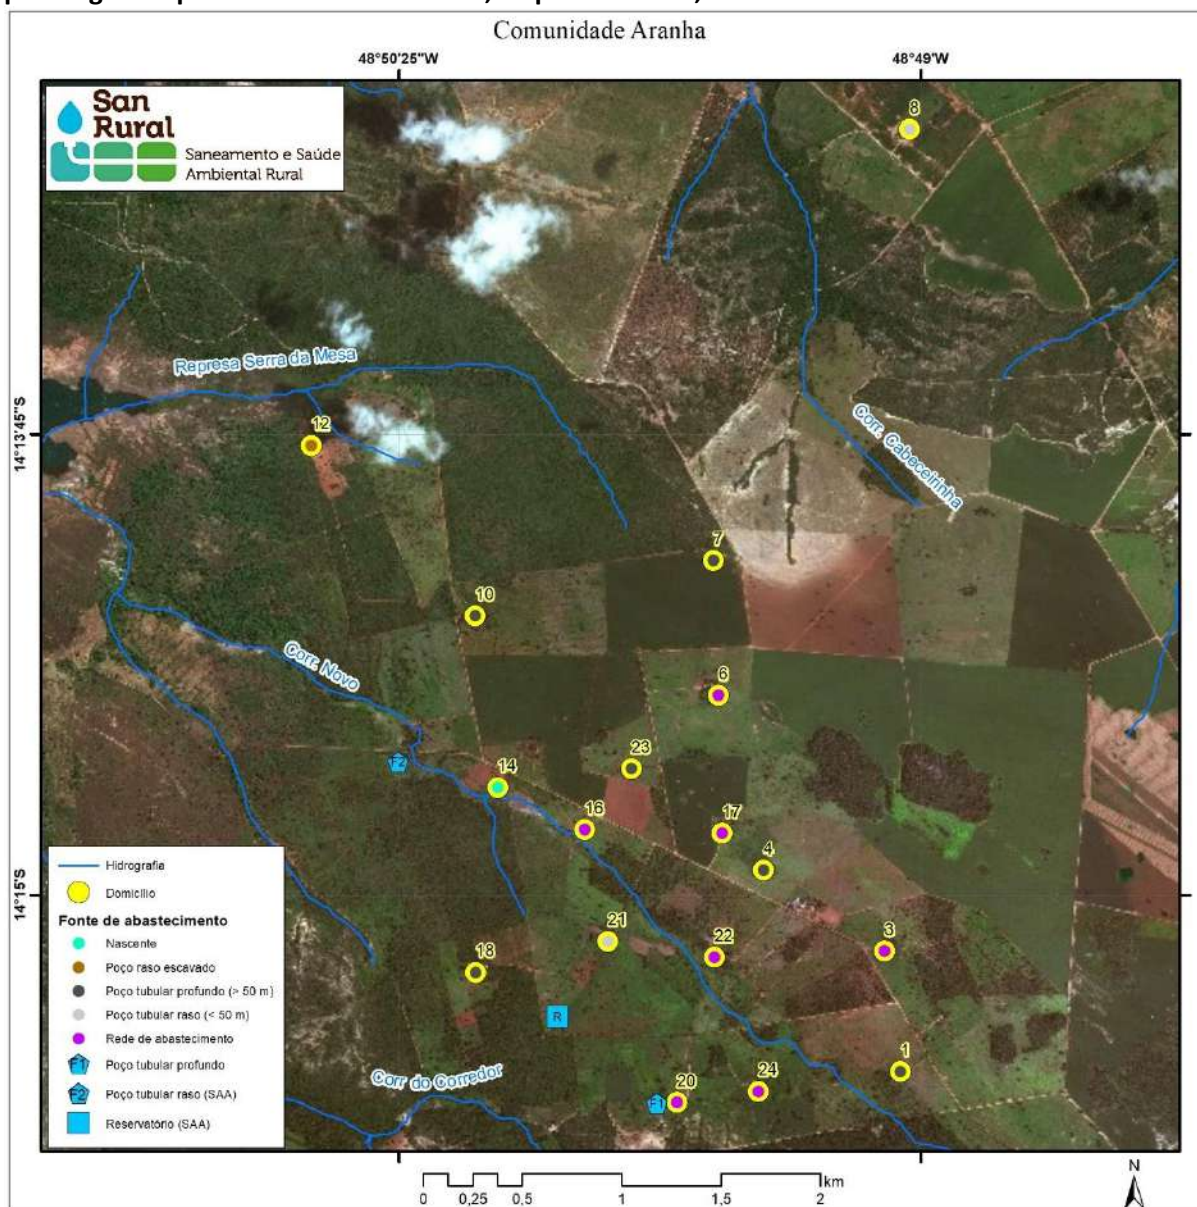 Comunidade Aranha
48°50'25"W
48°49'W
San
Rural
Saneamento e Saúde
Ambiental Rural
8
Represa Serra da Mesa
14°13'45"S
12
Corr. Cabeceirinha
7
10
Corr. Novo
6
23
F2
14
16
17
4
14°15'S
21
22
3
18
R
1
Corr do Corredor
24
20
F1
Hidrografia
Domicílio
Fonte de abastecimento
Nascente
Poço raso escavado
Poço tubular profundo (> 50 m)
Poço tubular raso (< 50 m)
Rede de abastecimento
F1 Poço tubular profundo
F2 Poço tubular raso (SAA)
Reservatório (SAA)
km
0 0,25 0,5 1 1,5 2
N